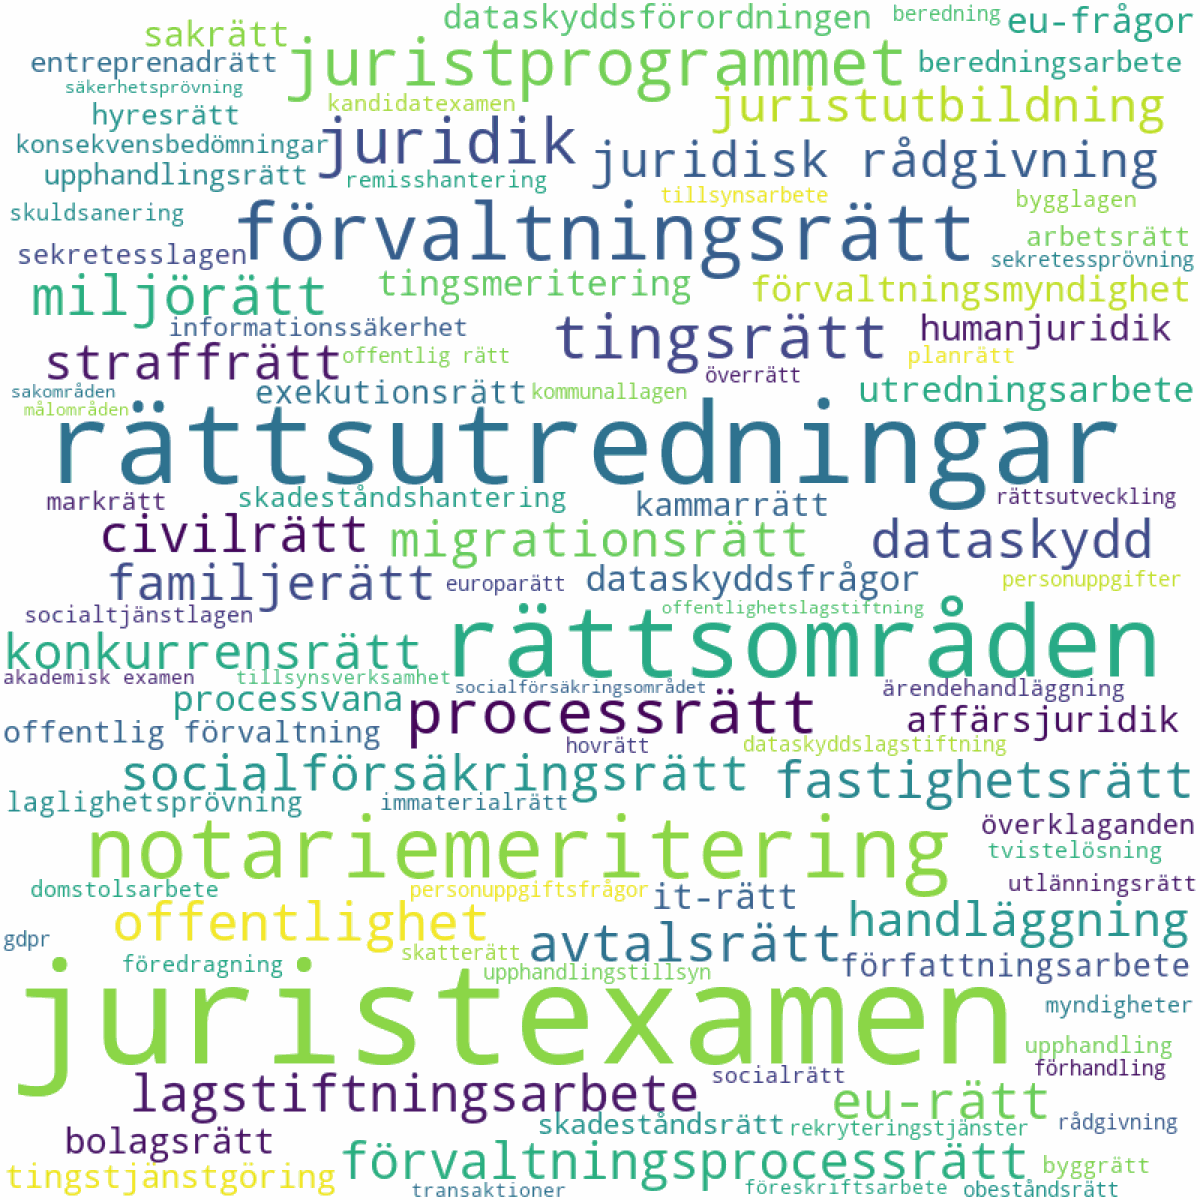 dataskyddsförordningen
beredning
eu-frågor
sakrätt
juristprogrammet
entreprenadrätt
beredningsarbete
säkerhetsprövning
kandidatexamen
juristutbildning
hyresrätt
juridik
konsekvensbedömningar
juridisk rådgivning
upphandlingsrätt
remisshantering
tillsynsarbete
bygglagen
skuldsanering
förvaltningsrätt
arbetsrätt
sekretesslagen
sekretessprövning
miljörätt
tingsmeritering
förvaltningsmyndighet
informationssäkerhet
tingsrätt
humanjuridik
straffrätt
offentlig rätt
planrätt
överrätt
sakområden
exekutionsrätt
kommunallagen
utredningsarbete
målområden
rättsutredningar
markrätt
skadeståndshantering
kammarrätt
rättsutveckling
civilrätt
migrationsrätt
dataskydd
familjerätt
europarätt
dataskyddsfrågor
personuppgifter
socialtjänstlagen
offentlighetslagstiftning
konkurrensrätt
rättsområden
akademisk examen
tillsynsverksamhet
socialförsäkringsområdet
ärendehandläggning
processvana
processrätt
affärsjuridik
offentlig förvaltning
hovrätt
dataskyddslagstiftning
socialförsäkringsrätt
fastighetsrätt
laglighetsprövning
immaterialrätt
notariemeritering
överklaganden
tvistelösning
domstolsarbete
personuppgiftsfrågor
it-rätt
utlänningsrätt
offentlighet
handläggning
gdpr
skatterätt
avtalsrätt
föredragning
upphandlingstillsyn
författningsarbete
juristexamen
myndigheter
upphandling
förhandling
lagstiftningsarbete
socialrätt
eu-rätt
skadeståndsrätt
rekryteringstjänster
rådgivning
bolagsrätt
förvaltningsprocessrätt
byggrätt
tingstjänstgöring
transaktioner
föreskriftsarbete
obeståndsrätt